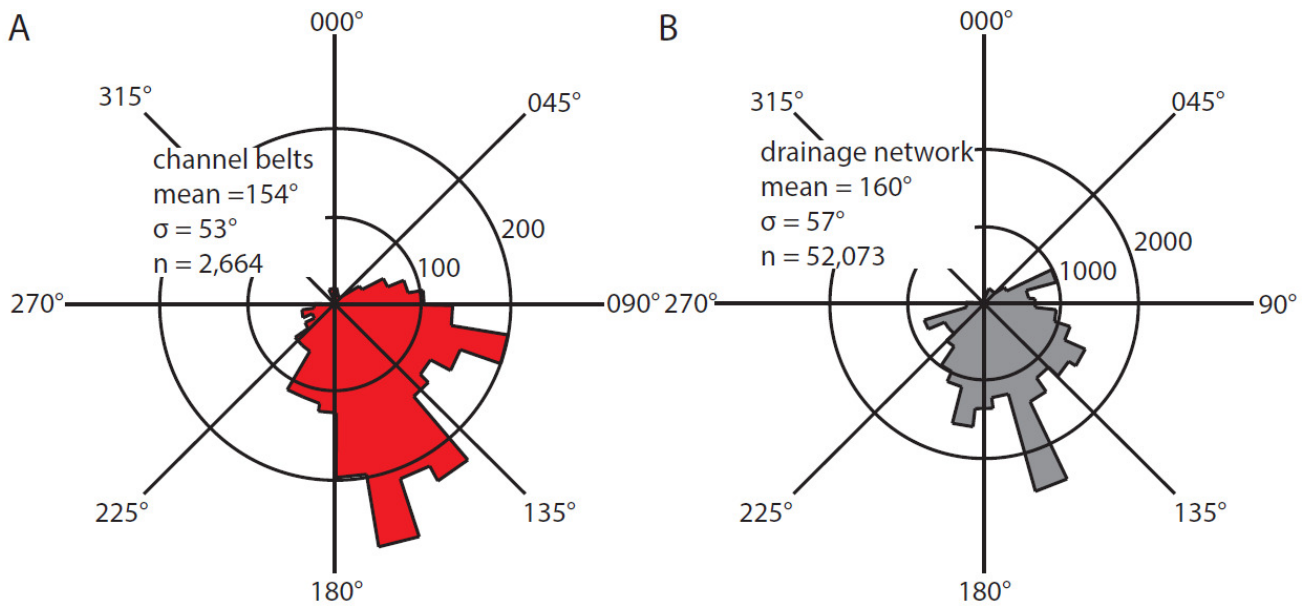 A
000°
315°
045°
channel belts
mean =154°
σ = 53°
n = 2,664
200
100
270°
090°
225°
135°
180°
B
000°
315°
045°
drainage network
mean = 160°
σ = 57°
n = 52,073
2000
1000
270°
90°
225°
135°
180°